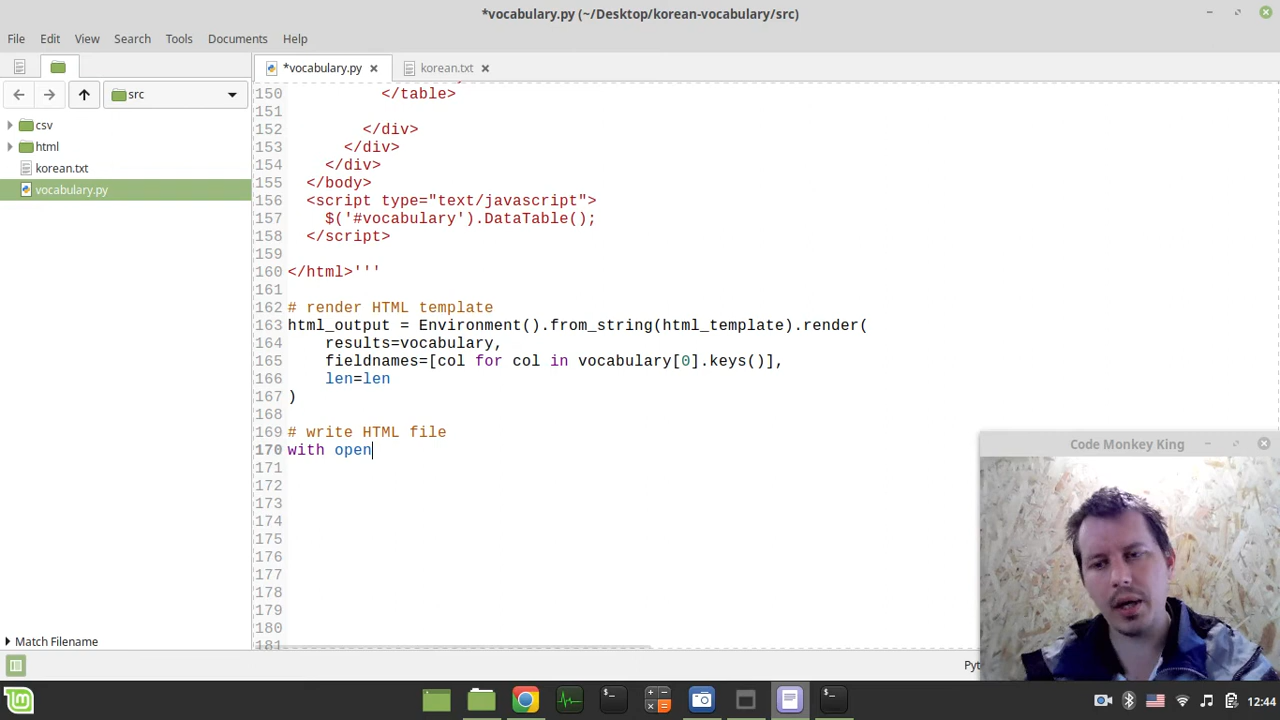 *vocabulary.py (~/Desktop/korean-vocabulary/src)
File Edit View Search Tools Documents Help
*vocabulary.py korean.txt
src
csv
html
korean.txt
vocabulary.py
150 </table>
151
152 </div>
153 </div>
154 </div>
155 </body>
156 <script type="text/javascript">
157 $('#vocabulary').DataTable();
158 </script>
159
160 </html>'''
161
162 # render HTML template
163 html_output = Environment().from_string(html_template).render(
164 results=vocabulary,
165 fieldnames=[col for col in vocabulary[0].keys()],
166 len=len
167 )
168
169 # write HTML file
170 with open
171
172
173
174
175
176
177
178
179
180
181
Code Monkey King
Match Filename
12:44